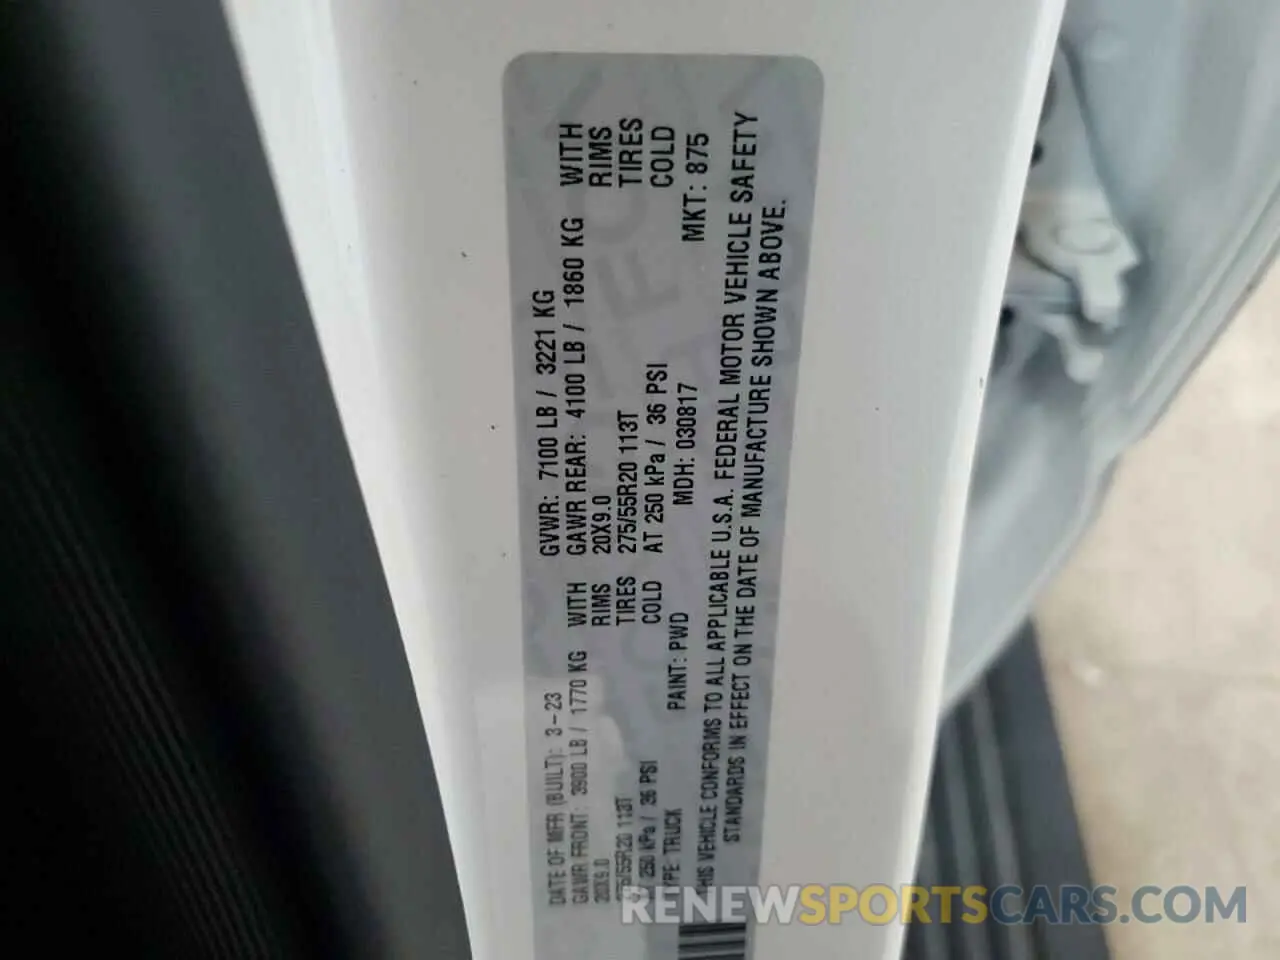 DATE OF MFR (BUILT): 3-23 GVWR: 7100 LB / 3221 KG
GAWR FRONT: 3900 LB / 1770 KG WITH GAWR REAR: 4100 LB / 1860 KG WITH
20X9.0 RIMS 20X9.0 RIMS
275/55R20 113T TIRES 275/55R20 113T TIRES
AT 250 kPa / 36 PSI COLD AT 250 kPa / 36 PSI COLD
TYPE: TRUCK PAINT: PWD MDH: 030817 MKT: 875
THIS VEHICLE CONFORMS TO ALL APPLICABLE U.S.A. FEDERAL MOTOR VEHICLE SAFETY
STANDARDS IN EFFECT ON THE DATE OF MANUFACTURE SHOWN ABOVE.
RENEWSPORTSCARS.COM